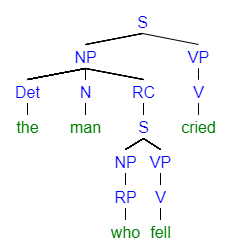 S
NP VP
Det N RC V
the man S cried
NP VP
RP V
who fell